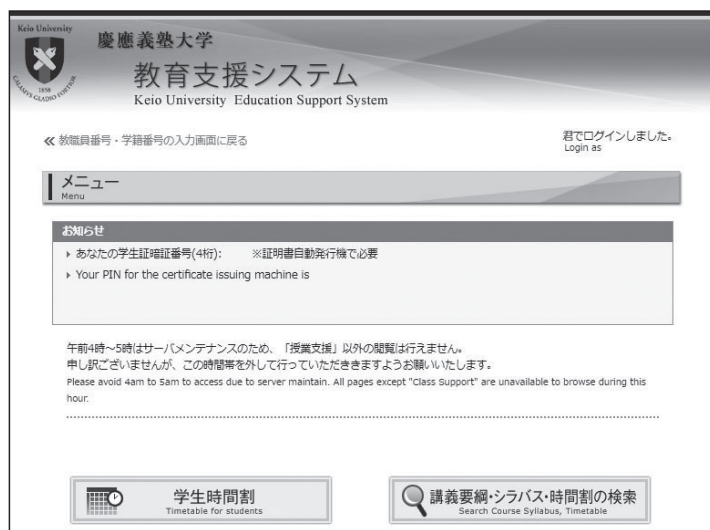 Keio University
1858
CALAMVS GLADIO FORTIOR
慶應義塾大学
教育支援システム
Keio University Education Support System
≪ 教職員番号・学籍番号の入力画面に戻る
君でログインしました。
Login as
メニュー
Menu
お知らせ
あなたの学生証暗証番号(4桁): ※証明書自動発行機で必要
Your PIN for the certificate issuing machine is
午前4時～5時はサーバメンテナンスのため、「授業支援」以外の閲覧は行えません。
申し訳ございませんが、この時間帯を外して行っていただききますようお願いいたします。
Please avoid 4am to 5am to access due to server maintain. All pages except "Class Support" are unavailable to browse during this
hour.
学生時間割
Timetable for students
講義要綱・シラバス・時間割の検索
Search Course Syllabus, Timetable